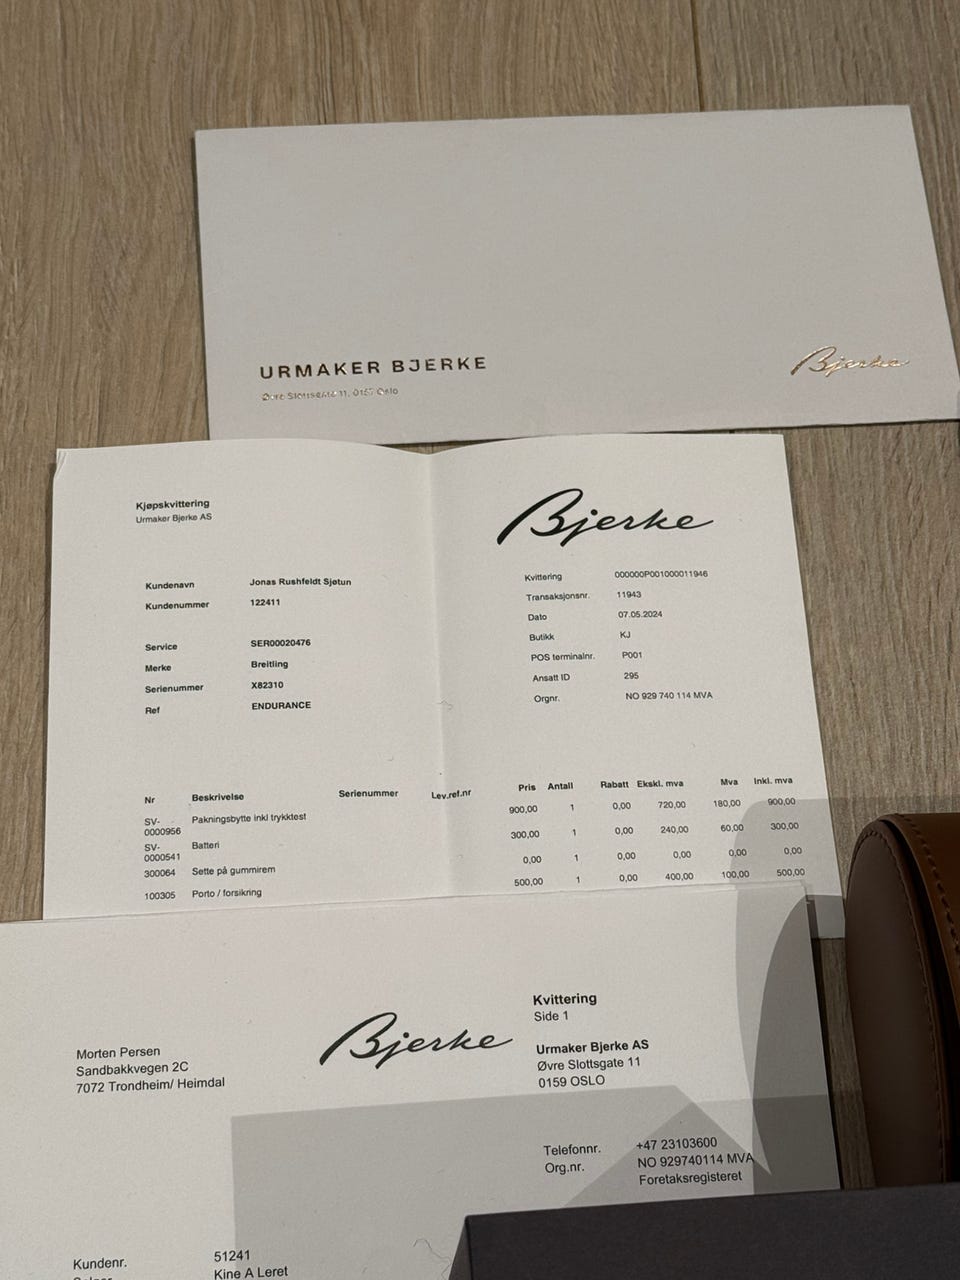 URMAKER BJERKE
Øvre Slottsgate 11, 0157 Oslo
Bjerke
Kjøpskvittering
Urmaker Bjerke AS
Bjerke
Kundenavn Jonas Rushfeldt Sjøtun
Kundenummer 122411
Service SER00020476
Merke Breitling
Serienummer X82310
Ref ENDURANCE
Kvittering 000000P001000011946
Transaksjonsnr. 11943
Dato 07.05.2024
Butikk KJ
POS terminalnr. P001
Ansatt ID 295
Orgnr. NO 929 740 114 MVA
Nr Beskrivelse Serienummer Lev.ref.nr Pris Antall Rabatt Ekskl. mva Mva Inkl. mva
SV-0000956 Pakningsbytte inkl trykktest 900,00 1 0,00 720,00 180,00 900,00
SV-0000541 Batteri 300,00 1 0,00 240,00 60,00 300,00
300064 Sette på gummirem 0,00 1 0,00 0,00 0,00 0,00
100305 Porto / forsikring 500,00 1 0,00 400,00 100,00 500,00
Morten Persen
Sandbakkvegen 2C
7072 Trondheim/ Heimdal
Bjerke
Kvittering
Side 1
Urmaker Bjerke AS
Øvre Slottsgate 11
0159 OSLO
Telefonnr. +47 23103600
Org.nr. NO 929740114 MVA
Foretaksregisteret
Kundenr. 51241
Kine A Leret